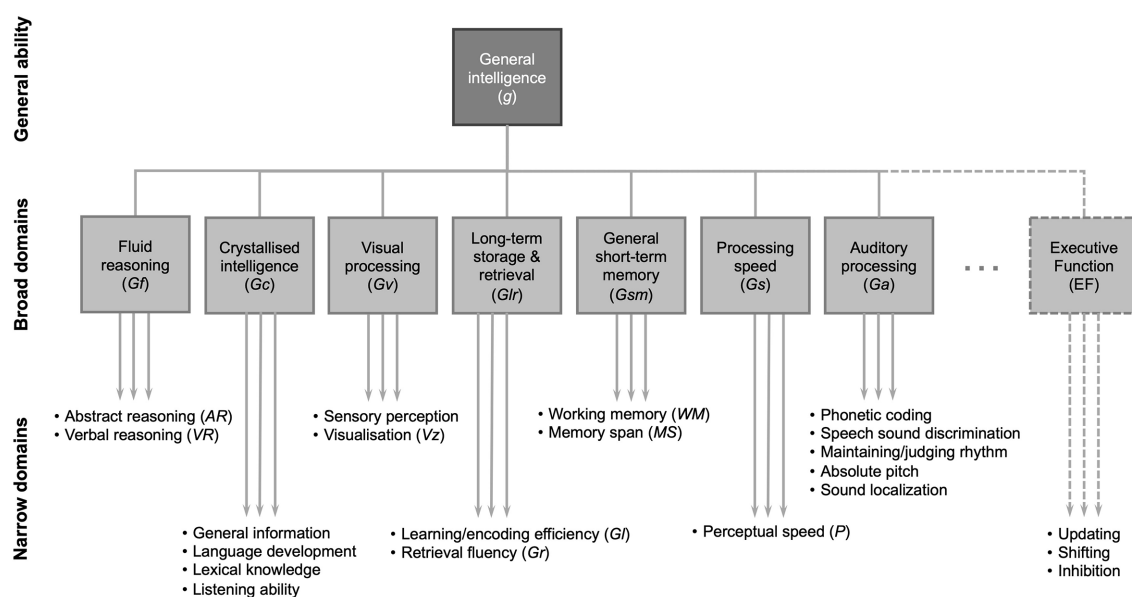 General ability
General
intelligence
(g)
Broad domains
Fluid
reasoning
(Gf)
Crystallised
intelligence
(Gc)
Visual
processing
(Gv)
Long-term
storage &
retrieval
(Glr)
General
short-term
memory
(Gsm)
Processing
speed
(Gs)
Auditory
processing
(Ga)
...
Executive
Function
(EF)
Narrow domains
• Abstract reasoning (AR)
• Verbal reasoning (VR)
• General information
• Language development
• Lexical knowledge
• Listening ability
• Sensory perception
• Visualisation (Vz)
• Learning/encoding efficiency (Gl)
• Retrieval fluency (Gr)
• Working memory (WM)
• Memory span (MS)
• Perceptual speed (P)
• Phonetic coding
• Speech sound discrimination
• Maintaining/judging rhythm
• Absolute pitch
• Sound localization
• Updating
• Shifting
• Inhibition